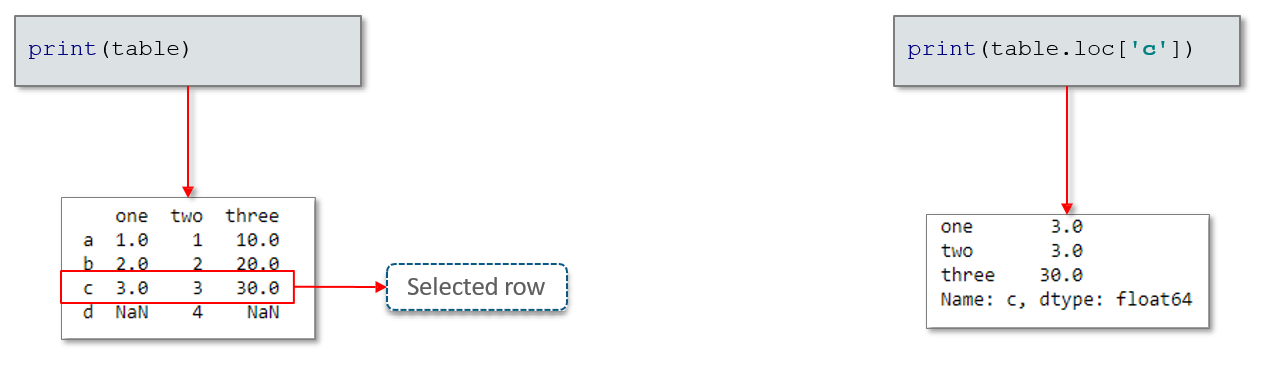 print(table)
print(table.loc['c'])
one two three
a 1.0 1 10.0
b 2.0 2 20.0
c 3.0 3 30.0
d NaN 4 NaN
Selected row
one 3.0
two 3.0
three 30.0
Name: c, dtype: float64